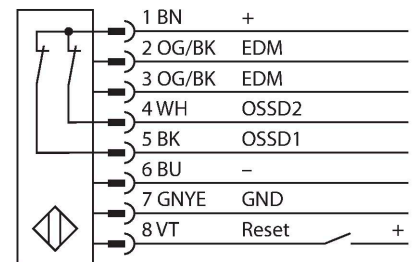 1 BN +
2 OG/BK EDM
3 OG/BK EDM
4 WH OSSD2
5 BK OSSD1
6 BU –
7 GNYE GND
8 VT Reset +